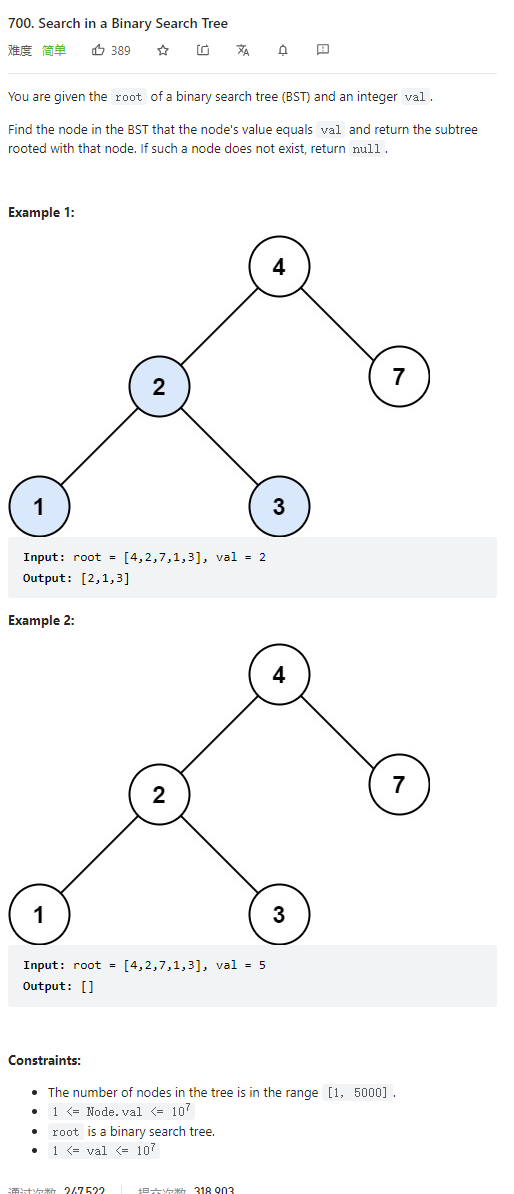 700. Search in a Binary Search Tree
难度 简单 389
You are given the root of a binary search tree (BST) and an integer val.
Find the node in the BST that the node's value equals val and return the subtree
rooted with that node. If such a node does not exist, return null.
Example 1:
4
2
7
1
3
Input: root = [4,2,7,1,3], val = 2
Output: [2,1,3]
Example 2:
4
2
7
1
3
Input: root = [4,2,7,1,3], val = 5
Output: []
Constraints:
The number of nodes in the tree is in the range [1, 5000].
1 <= Node.val <= 10⁷
root is a binary search tree.
1 <= val <= 10⁷
通过次数 247,522 提交次数 318,903